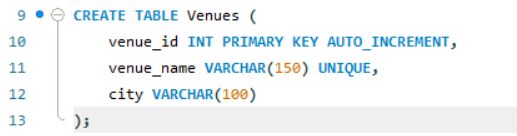 9 CREATE TABLE Venues (
10 venue_id INT PRIMARY KEY AUTO_INCREMENT,
11 venue_name VARCHAR(150) UNIQUE,
12 city VARCHAR(100)
13 );